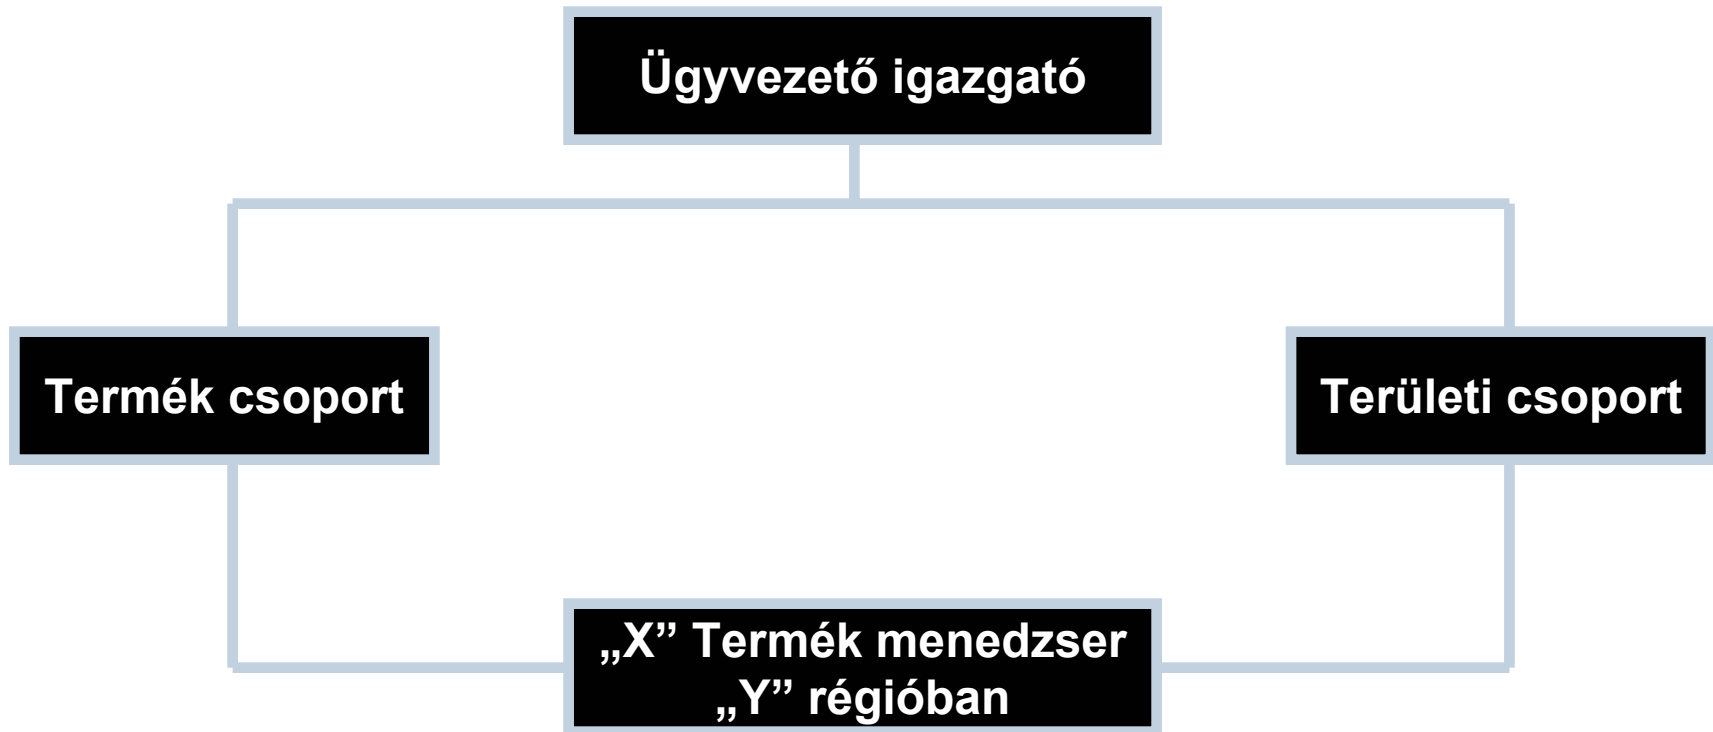 Ügyvezető igazgató
Termék csoport
Területi csoport
„X” Termék menedzser
„Y” régióban